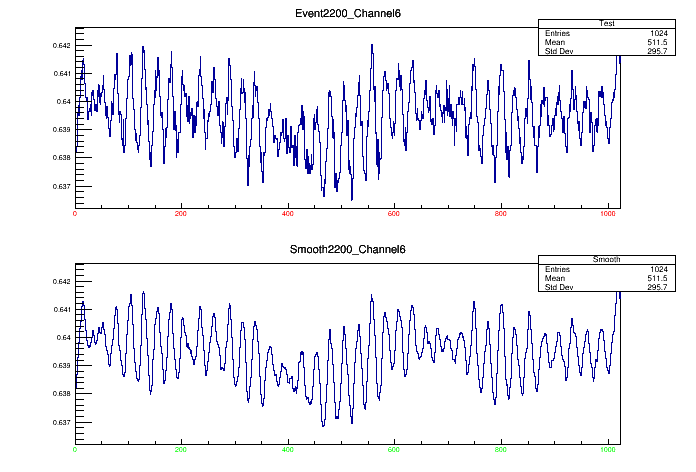 Event2200_Channel6
Test
Entries 1024
Mean 511.5
Std Dev 295.7
0.642
0.641
0.64
0.639
0.638
0.637
0 200 400 600 800 1000
Smooth2200_Channel6
Smooth
Entries 1024
Mean 511.5
Std Dev 295.7
0.642
0.641
0.64
0.639
0.638
0.637
0 200 400 600 800 1000